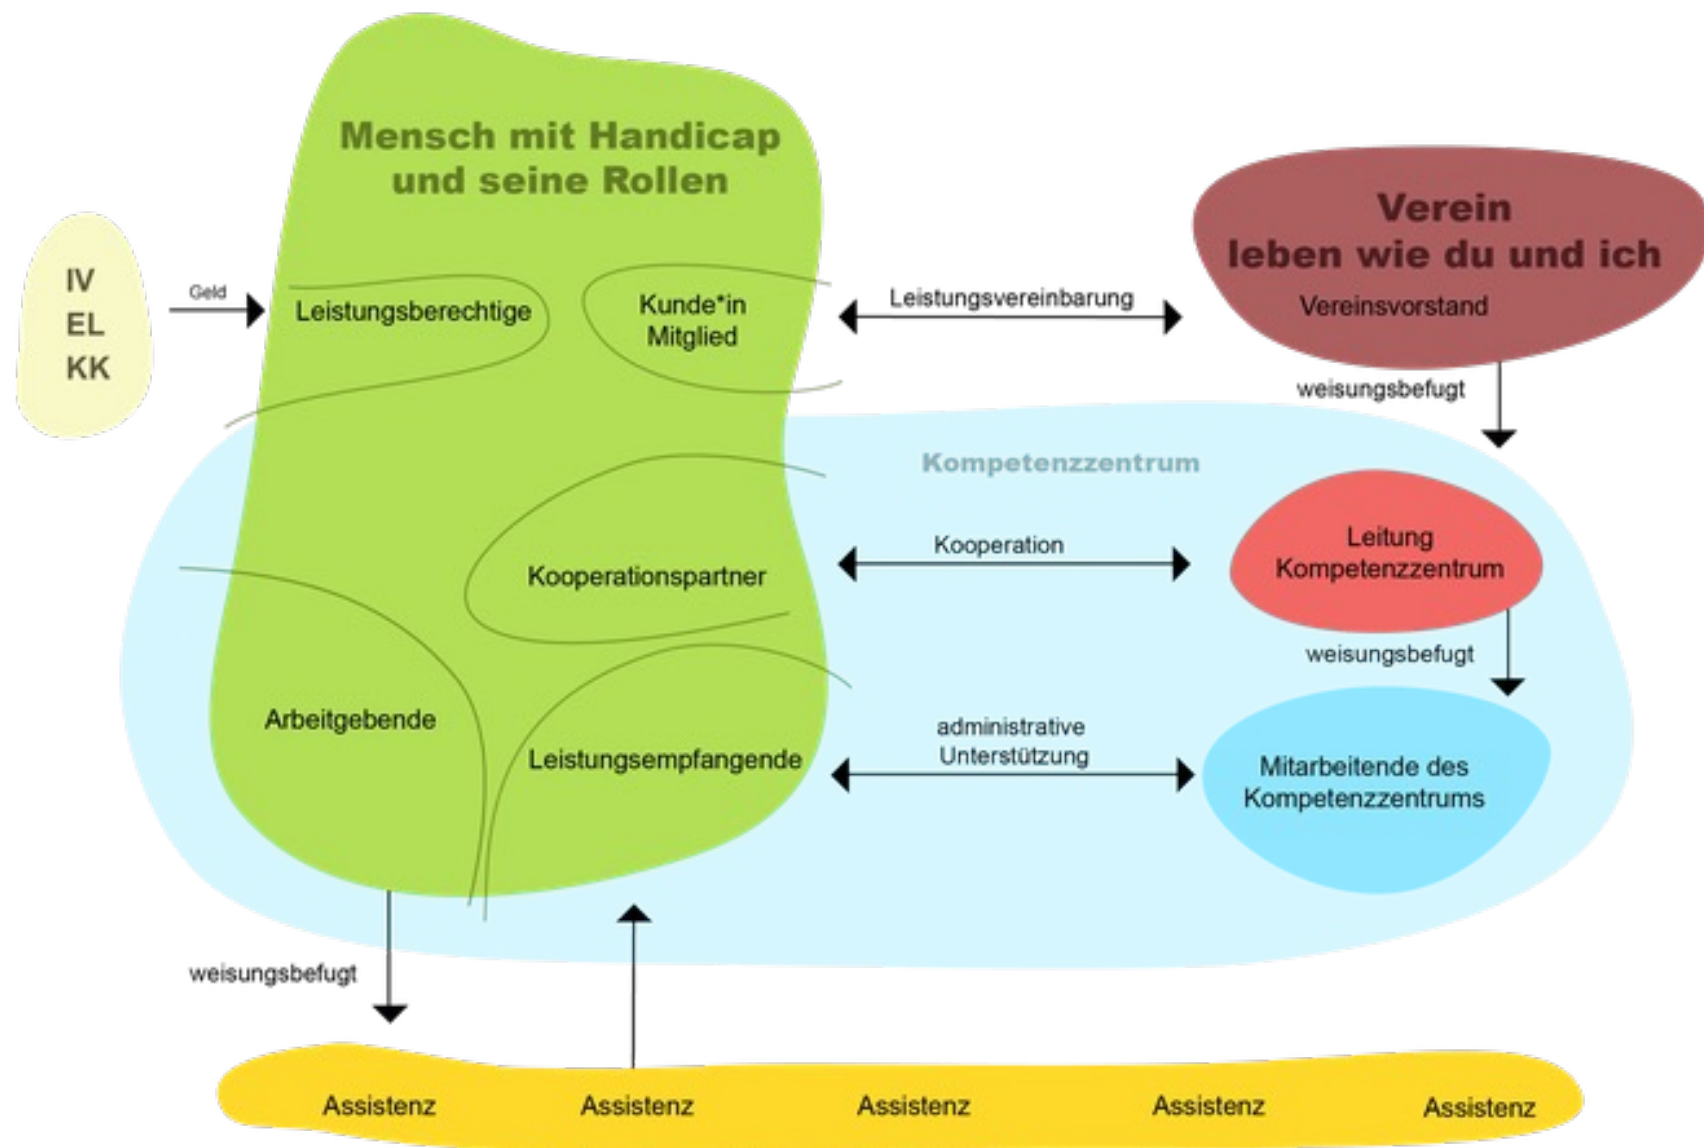 Mensch mit Handicap
und seine Rollen
Verein
leben wie du und ich
Vereinsvorstand
IV
EL
KK
Geld
Leistungsberechtige
Kunde*in
Mitglied
Leistungsvereinbarung
weisungsbefugt
Kompetenzzentrum
Kooperationspartner
Kooperation
Leitung
Kompetenzzentrum
weisungsbefugt
Arbeitgebende
Leistungsempfangende
administrative
Unterstützung
Mitarbeitende des
Kompetenzzentrums
weisungsbefugt
Assistenz
Assistenz
Assistenz
Assistenz
Assistenz